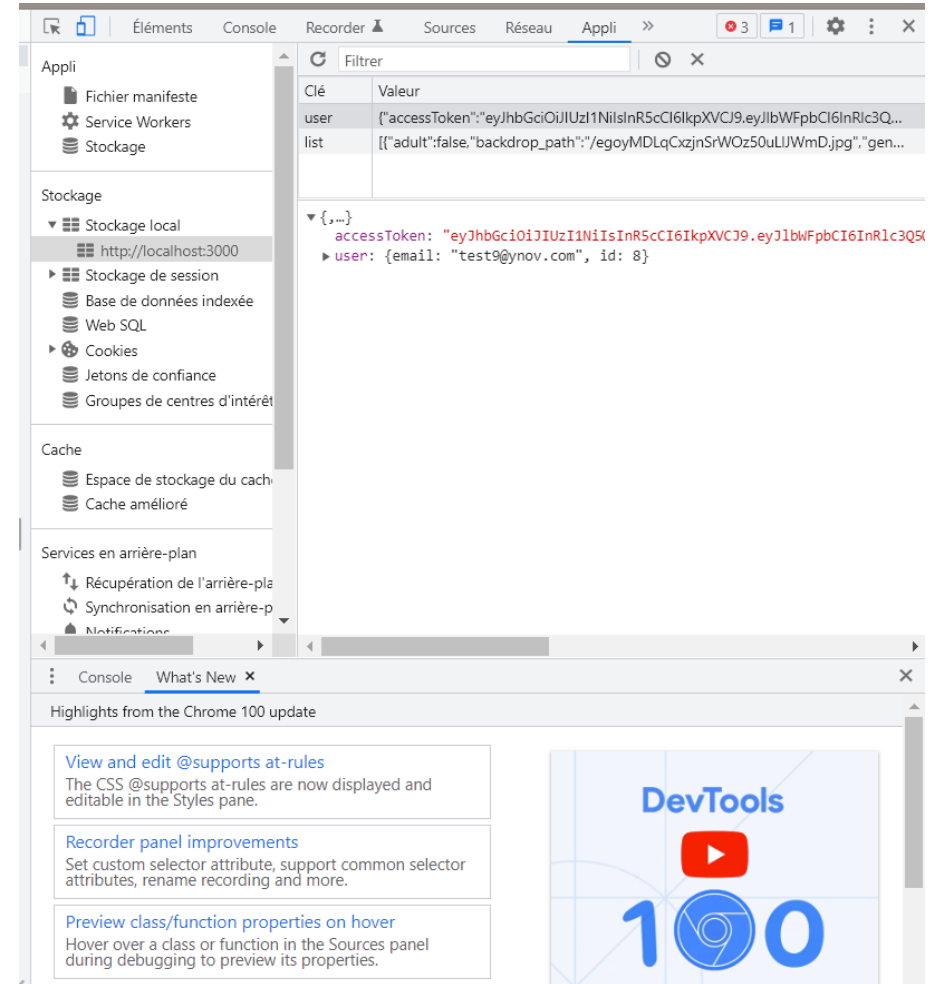 Éléments Console Recorder Sources Réseau Appli » 3 1
Appli
Fichier manifeste
Service Workers
Stockage
Stockage
Stockage local
http://localhost:3000
Stockage de session
Base de données indexée
Web SQL
Cookies
Jetons de confiance
Groupes de centres d'intérêt
Cache
Espace de stockage du cach
Cache amélioré
Services en arrière-plan
Récupération de l'arrière-pla
Synchronisation en arrière-p
Notifications
Filtrer
Clé Valeur
user {"accessToken":"eyJhbGciOiJIUzI1NiIsInR5cCI6IkpXVCJ9.eyJlbWFpbCI6InRlc3Q...
list [{"adult":false,"backdrop_path":"/egoyMDLqCxzjnSrWOz50uLlJWmD.jpg","gen...
{,…}
accessToken: "eyJhbGciOiJIUzI1NiIsInR5cCI6IkpXVCJ9.eyJlbWFpbCI6InRlc3Q5Q
user: {email: "test9@ynov.com", id: 8}
Console What's New ×
Highlights from the Chrome 100 update
View and edit @supports at-rules
The CSS @supports at-rules are now displayed and
editable in the Styles pane.
Recorder panel improvements
Set custom selector attribute, support common selector
attributes, rename recording and more.
Preview class/function properties on hover
Hover over a class or function in the Sources panel
during debugging to preview its properties.
DevTools
100